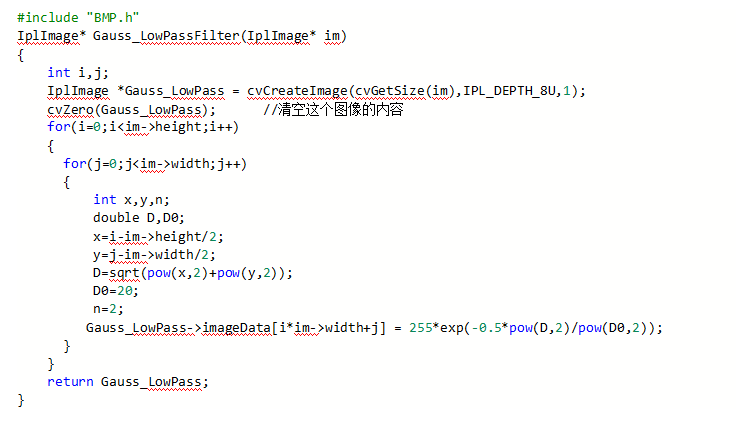 #include "BMP.h"
IplImage* Gauss_LowPassFilter(IplImage* im)
{
int i,j;
IplImage *Gauss_LowPass = cvCreateImage(cvGetSize(im),IPL_DEPTH_8U,1);
cvZero(Gauss_LowPass); //清空这个图像的内容
for(i=0;i<im->height;i++)
{
for(j=0;j<im->width;j++)
{
int x,y,n;
double D,D0;
x=i-im->height/2;
y=j-im->width/2;
D=sqrt(pow(x,2)+pow(y,2));
D0=20;
n=2;
Gauss_LowPass->imageData[i*im->width+j] = 255*exp(-0.5*pow(D,2)/pow(D0,2));
}
}
return Gauss_LowPass;
}